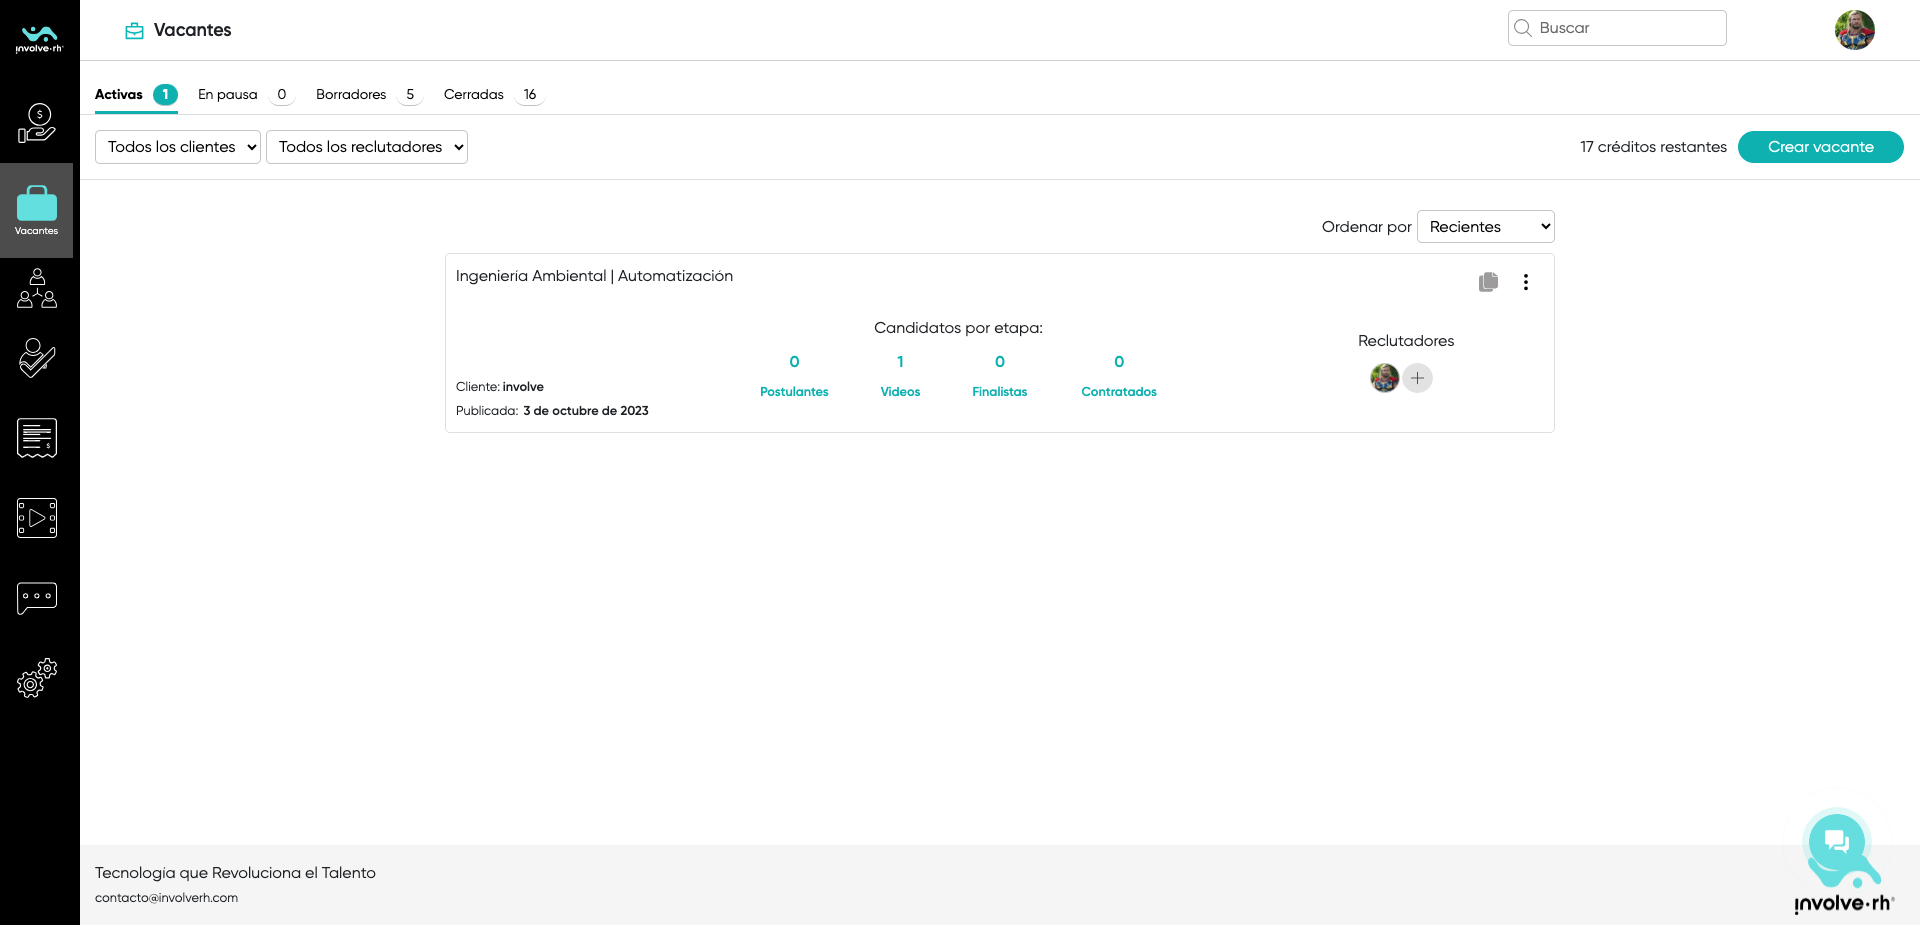 involve·rh
Vacantes
Buscar
Activas 1 En pausa 0 Borradores 5 Cerradas 16
Todos los clientes Todos los reclutadores 17 créditos restantes Crear vacante
Vacantes
Ordenar por Recientes
Ingeniería Ambiental | Automatización
Candidatos por etapa:
Reclutadores
0 1 0 0
Postulantes Videos Finalistas Contratados
Cliente: involve
Publicada: 3 de octubre de 2023
Tecnología que Revoluciona el Talento
contacto@involverh.com
involve·rh®